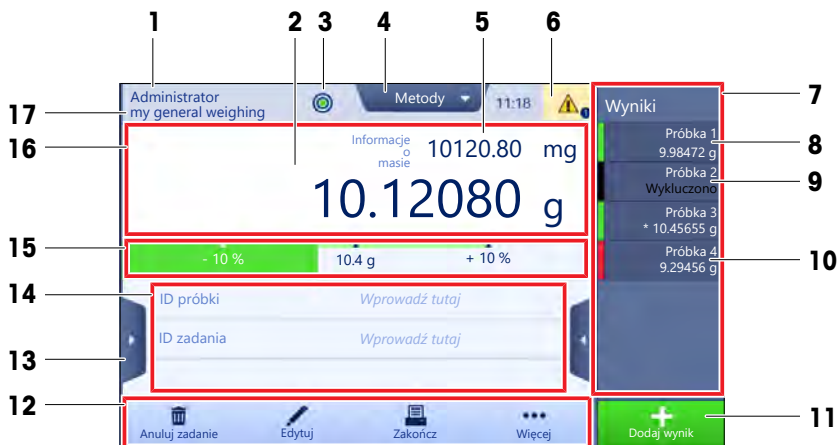 1
2
3
4
5
6
Administrator
my general weighing
Metody
11:18
Wyniki
7
17
16
Informacje
o
masie
10120.80 mg
10.12080 g
Próbka 1
9.98472 g
8
Próbka 2
Wykluczono
9
Próbka 3
* 10.45655 g
Próbka 4
9.29456 g
10
15
- 10 %
10.4 g
+ 10 %
14
ID próbki
Wprowadź tutaj
ID zadania
Wprowadź tutaj
13
12
Anuluj zadanie
Edytuj
Zakończ
Więcej
Dodaj wynik
11